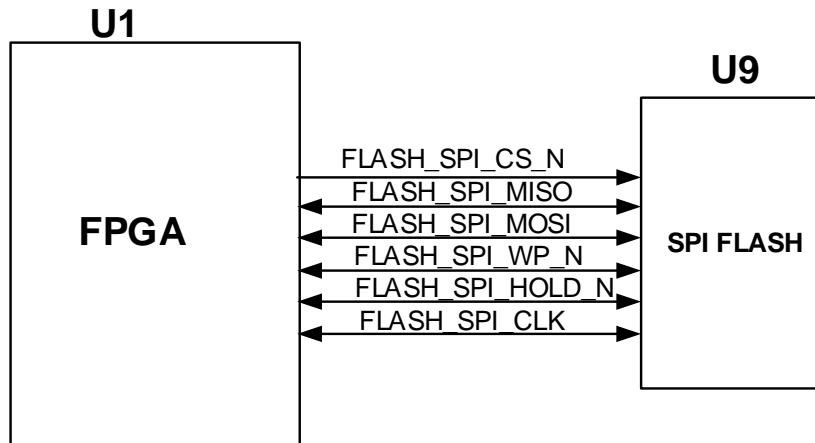 U1
U9
FLASH_SPI_CS_N
FLASH_SPI_MISO
FLASH_SPI_MOSI
FPGA
SPI FLASH
FLASH_SPI_WP_N
FLASH_SPI_HOLD_N
FLASH_SPI_CLK